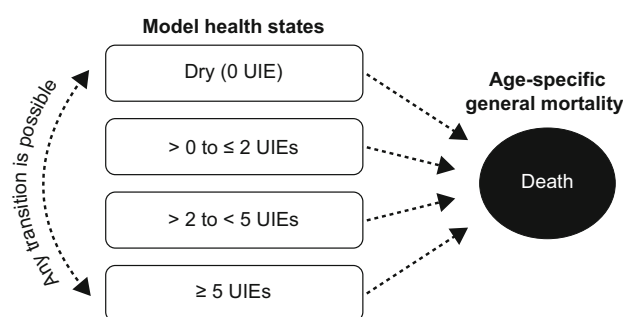 Model health states
Any transition is possible
Dry (0 UIE)
> 0 to ≤ 2 UIEs
> 2 to < 5 UIEs
≥ 5 UIEs
Age-specific
general mortality
Death